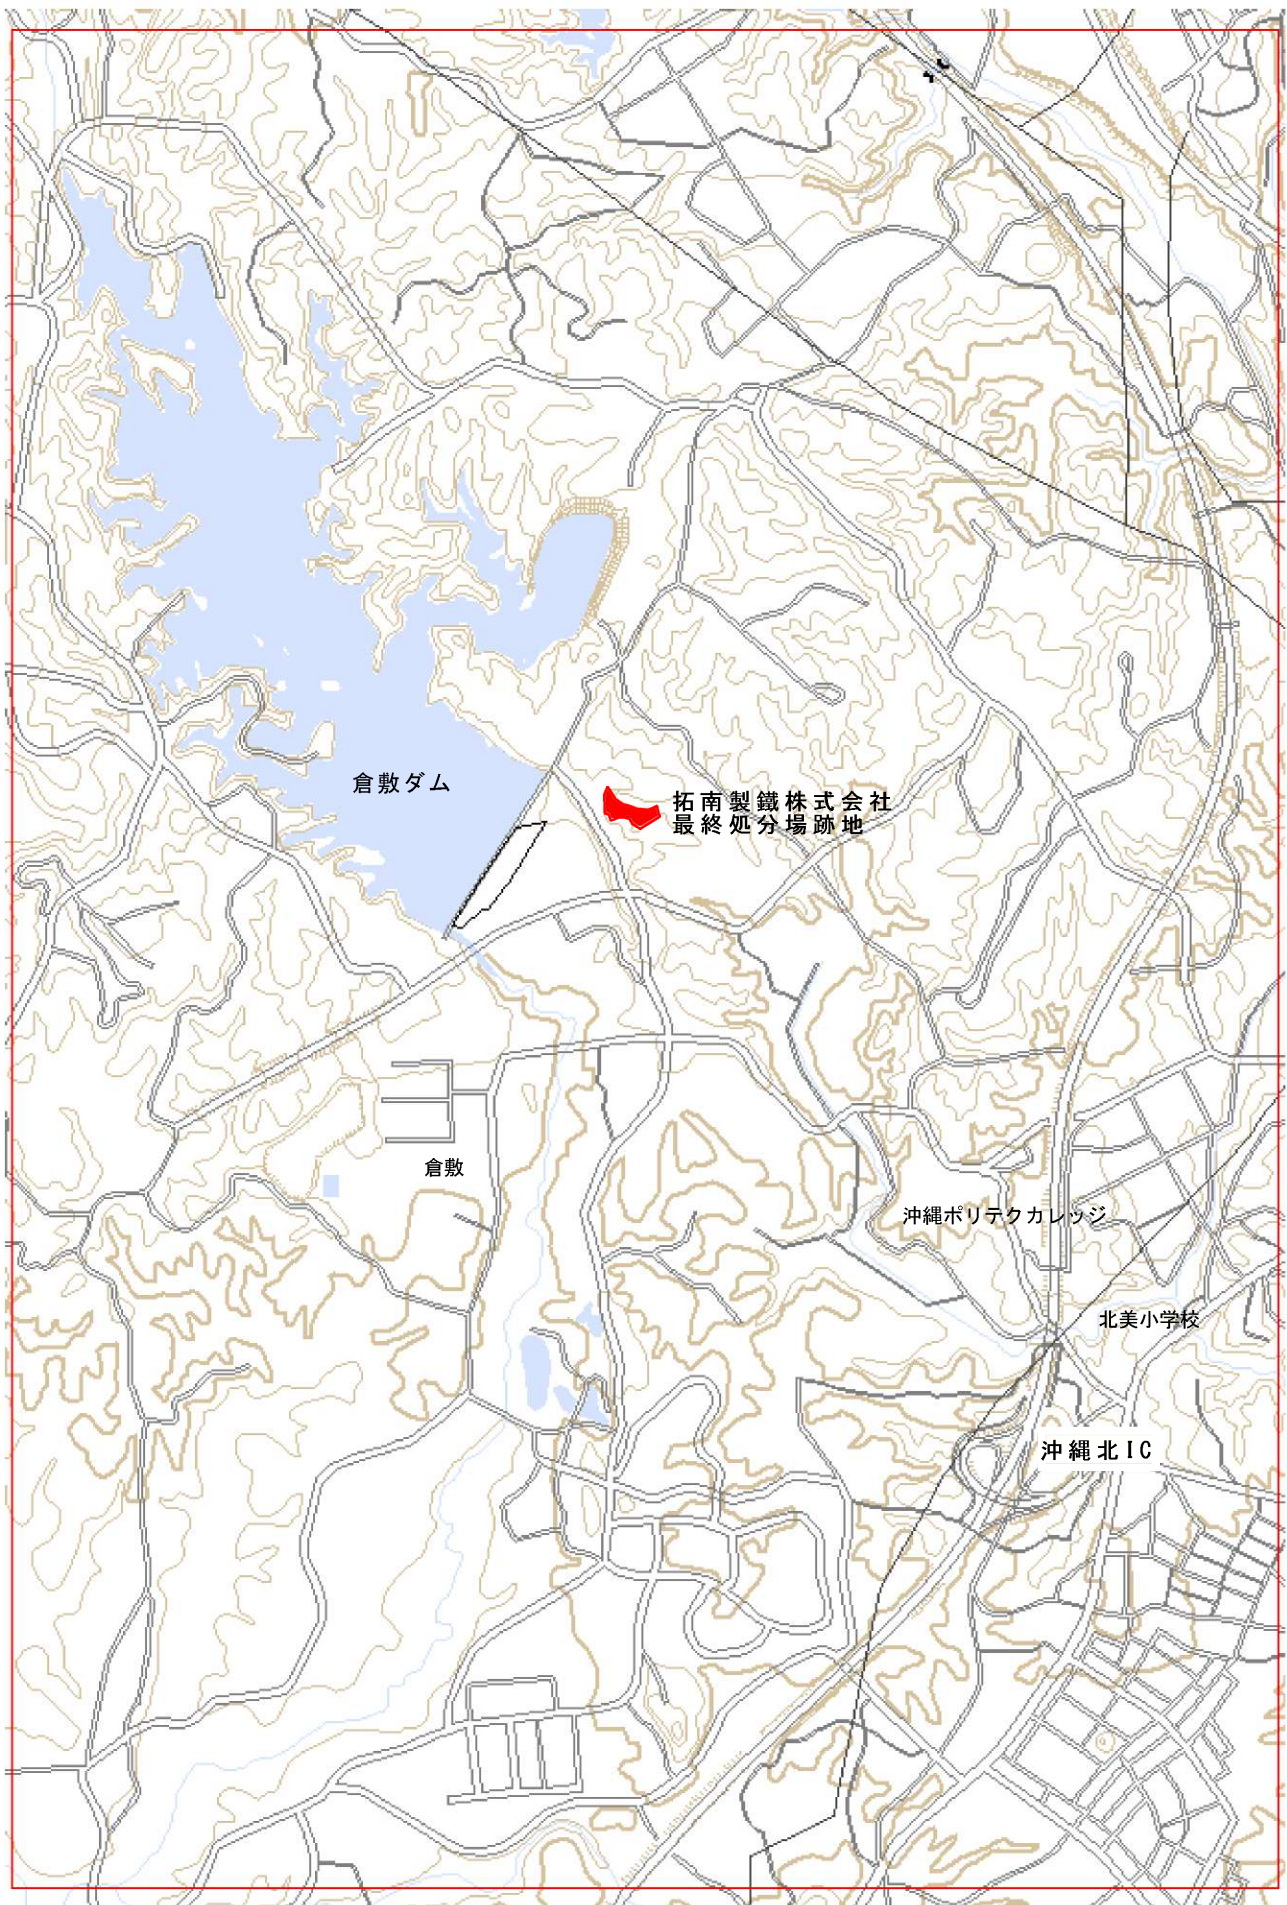 倉敷ダム
拓南製鐵株式会社
最終処分場跡地
倉敷
沖縄ポリテクカレッジ
北美小学校
沖縄北IC